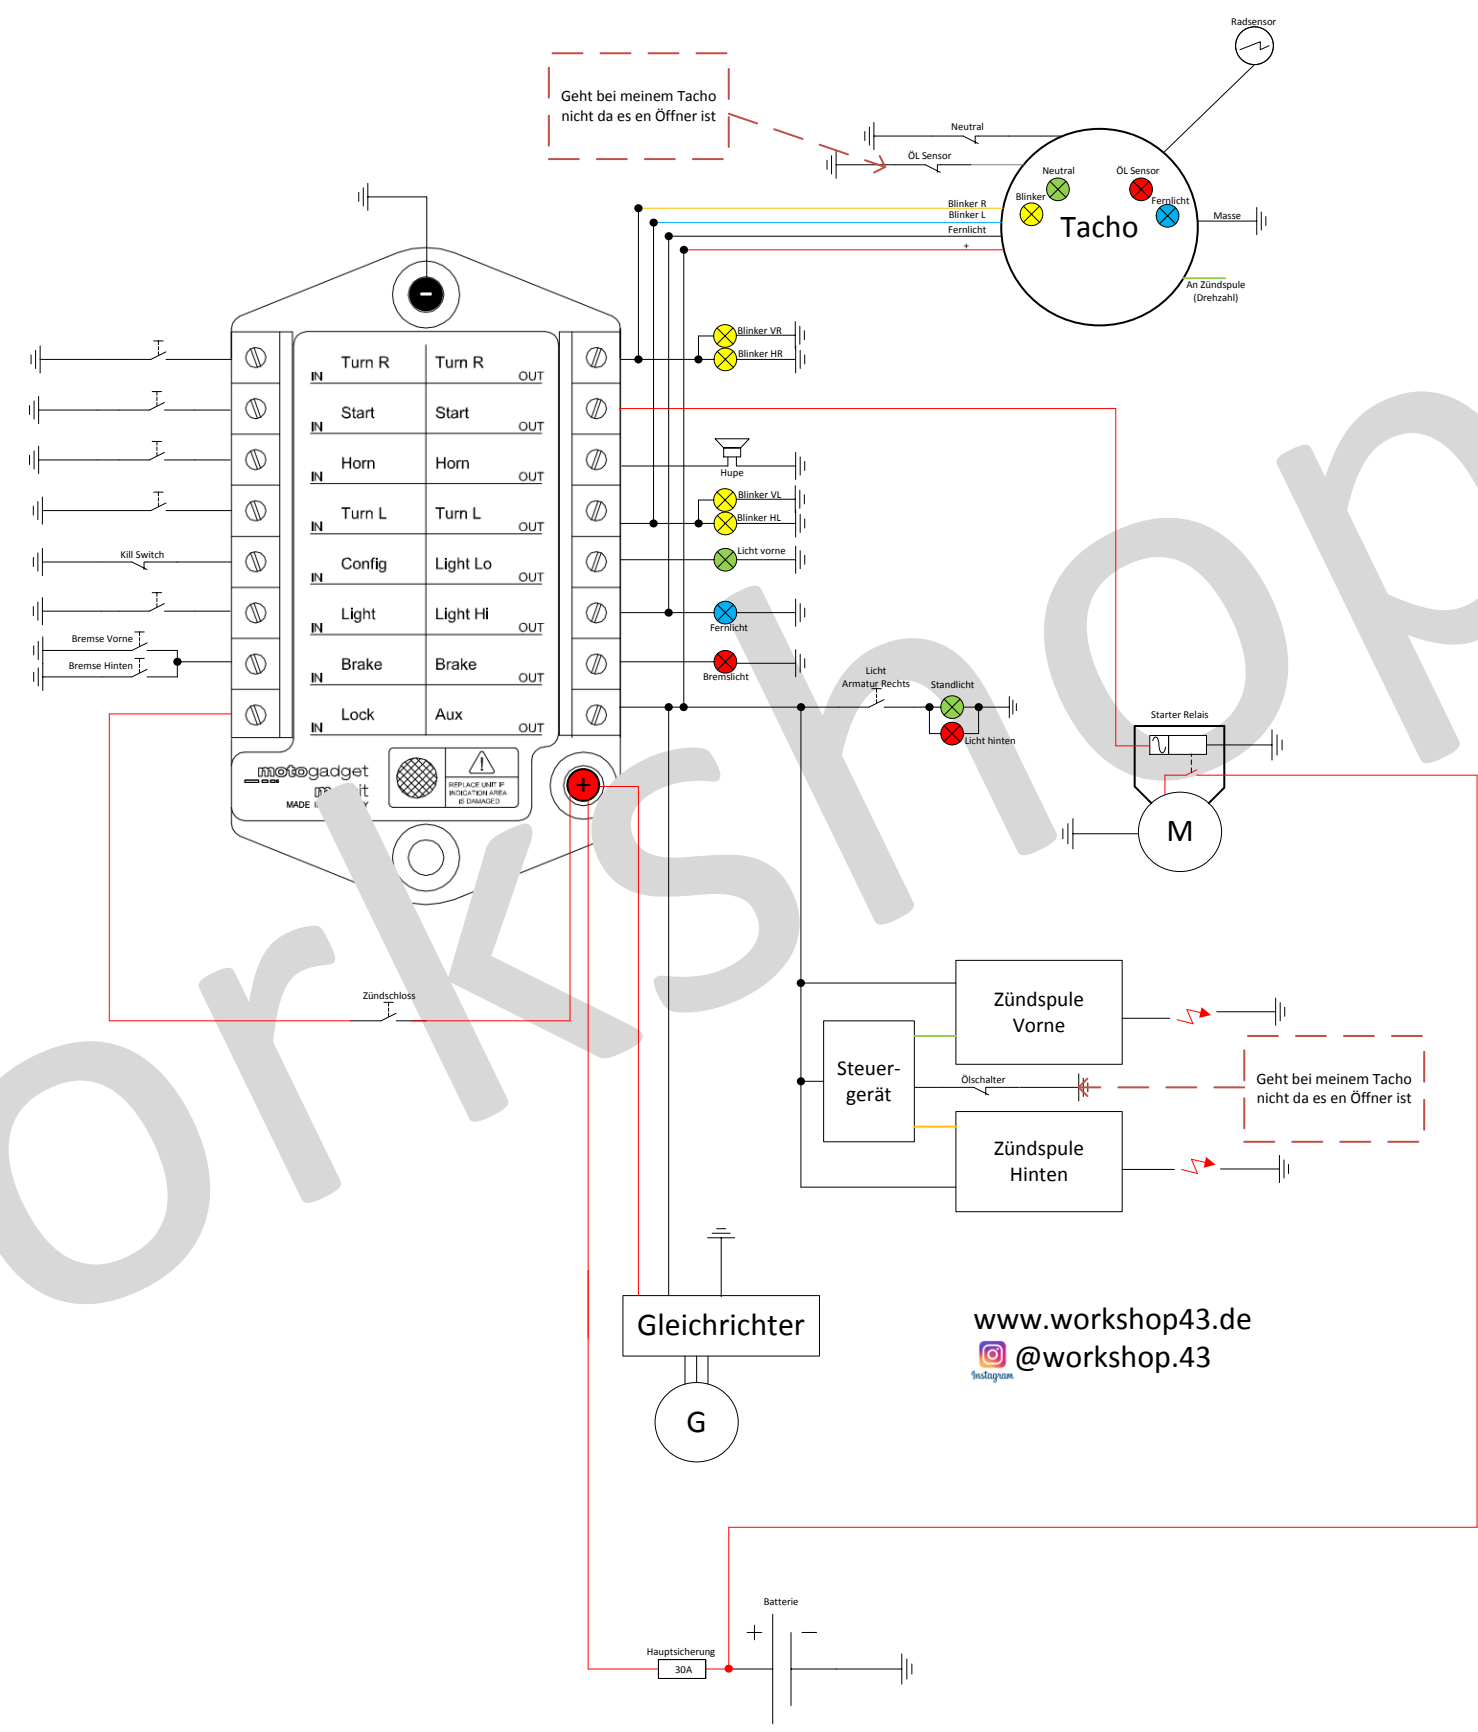 Radsensor
Geht bei meinem Tacho
nicht da es en Öffner ist
Neutral
ÖL Sensor
Neutral
ÖL Sensor
Blinker
Fernlicht
Blinker R
Blinker L
Fernlicht
+
Tacho
Masse
An Zündspule
(Drehzahl)
-
Turn R
IN
Turn R
OUT
Start
IN
Start
OUT
Horn
IN
Horn
OUT
Turn L
IN
Turn L
OUT
Config
IN
Light Lo
OUT
Light
IN
Light Hi
OUT
Brake
IN
Brake
OUT
Lock
IN
Aux
OUT
Kill Switch
Bremse Vorne
Bremse Hinten
Blinker VR
Blinker HR
Hupe
Blinker VL
Blinker HL
Licht vorne
Fernlicht
Bremslicht
Licht
Armatur Rechts
Standlicht
Licht hinten
Starter Relais
M
motogadget
MADE
REPLACE UNIT IF
INDICATION AREA
IS DAMAGED
+
Zündschloss
Zündspule
Vorne
Steuer-
gerät
Ölschalter
Geht bei meinem Tacho
nicht da es en Öffner ist
Zündspule
Hinten
Gleichrichter
G
www.workshop43.de
Instagram
@workshop.43
Batterie
+
−
Hauptsicherung
30A
orkshop